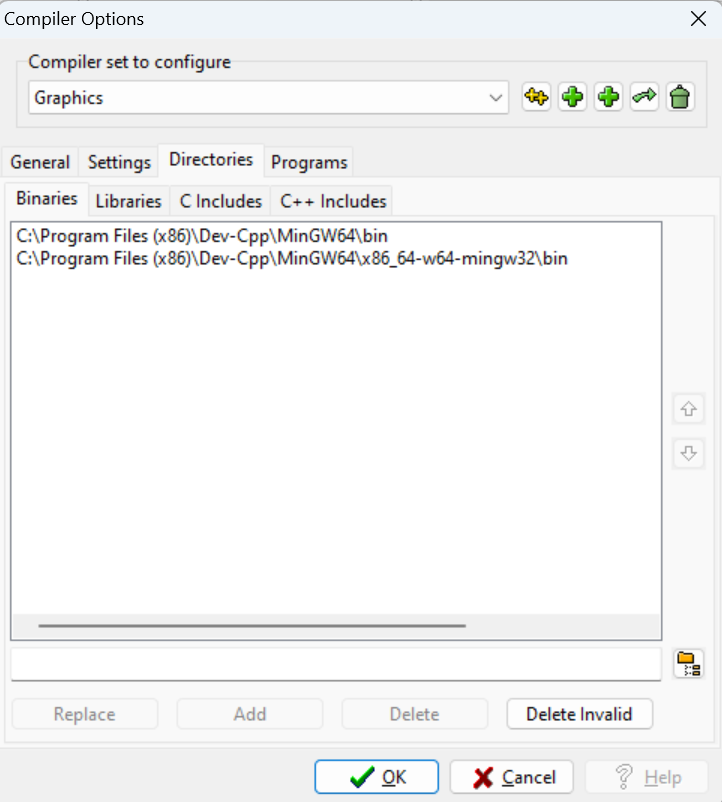 Compiler Options
Compiler set to configure
Graphics
General Settings Directories Programs
Binaries Libraries C Includes C++ Includes
C:\Program Files (x86)\Dev-Cpp\MinGW64\bin
C:\Program Files (x86)\Dev-Cpp\MinGW64\x86_64-w64-mingw32\bin
Replace Add Delete Delete Invalid
OK Cancel Help